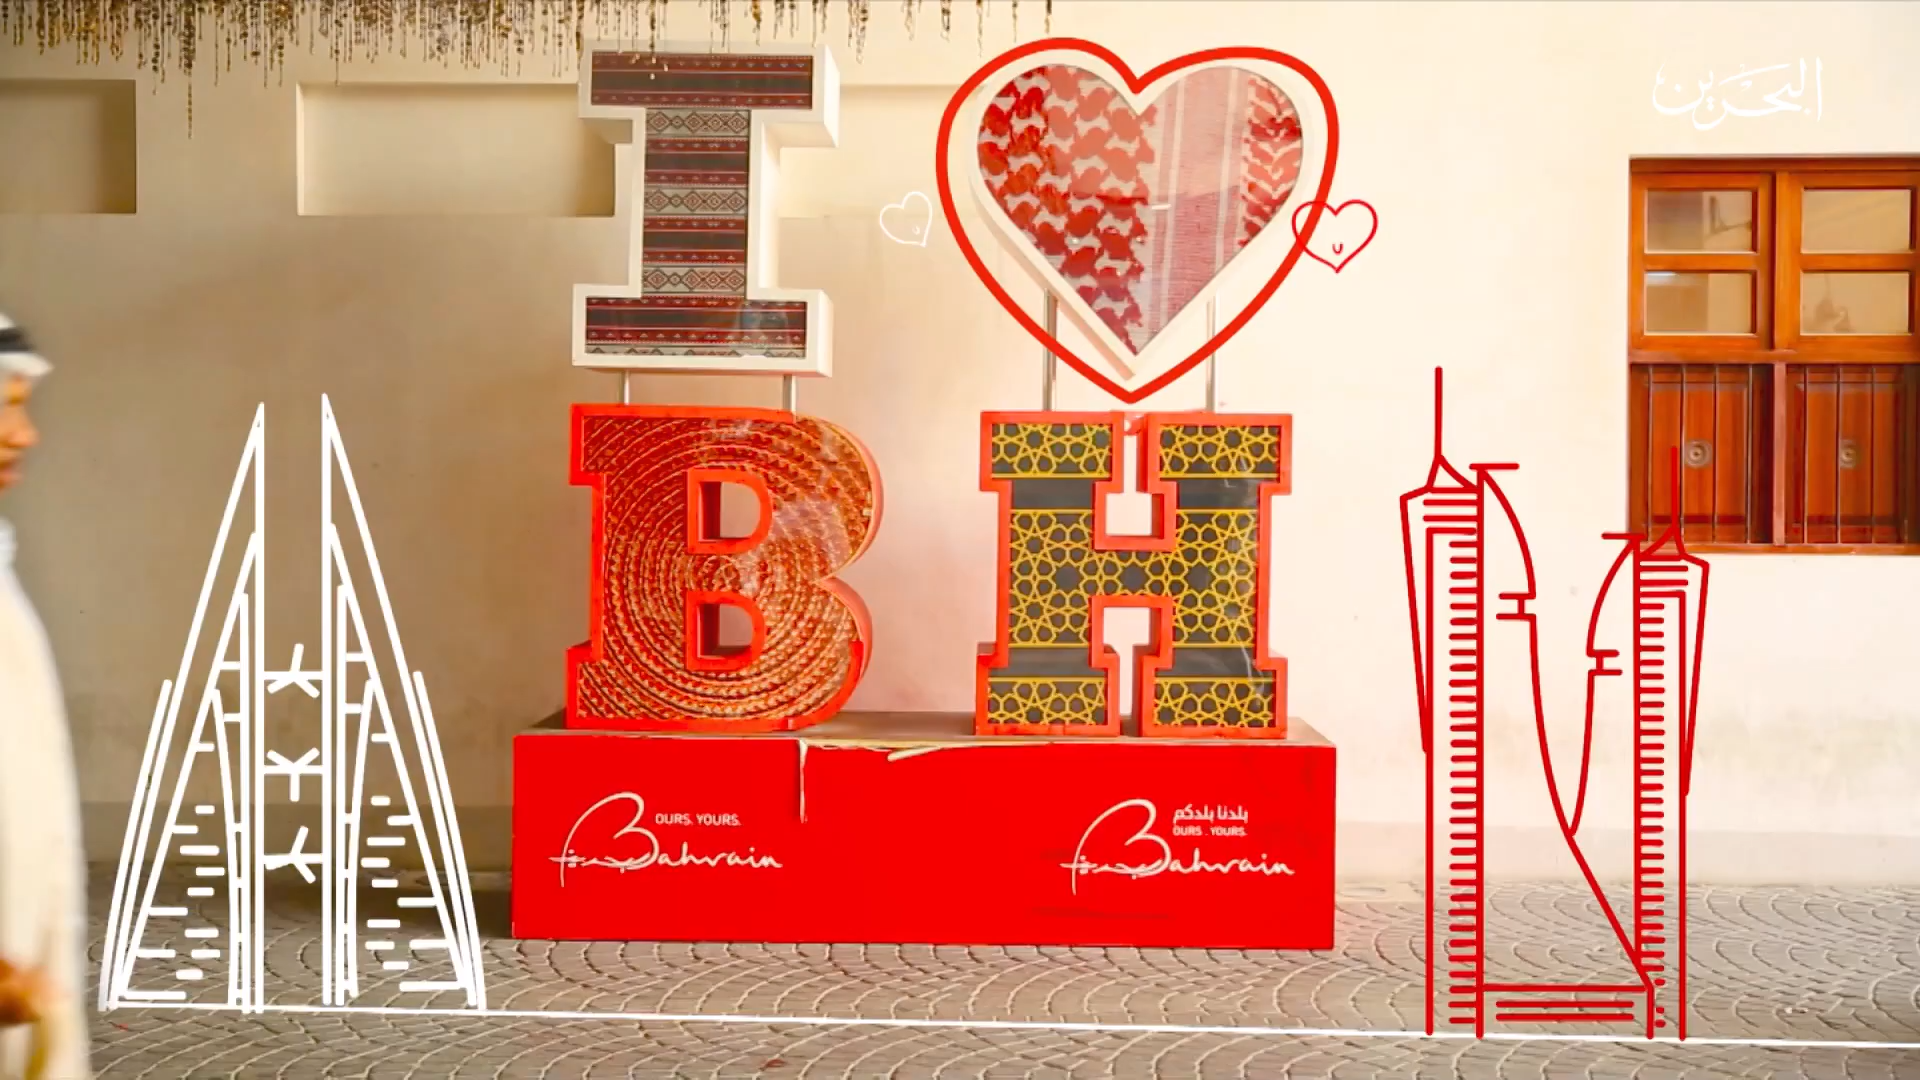 البحرين
I
B H
OURS. YOURS.
Bahrain
بلدنا بلدكم
OURS . YOURS.
Bahrain